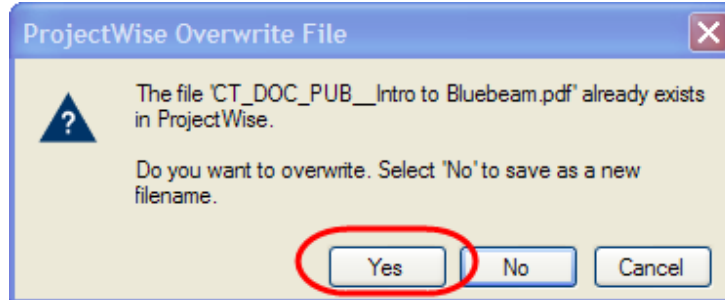 ProjectWise Overwrite File
The file 'CT_DOC_PUB__Intro to Bluebeam.pdf' already exists
in ProjectWise.
Do you want to overwrite. Select 'No' to save as a new
filename.
Yes No Cancel